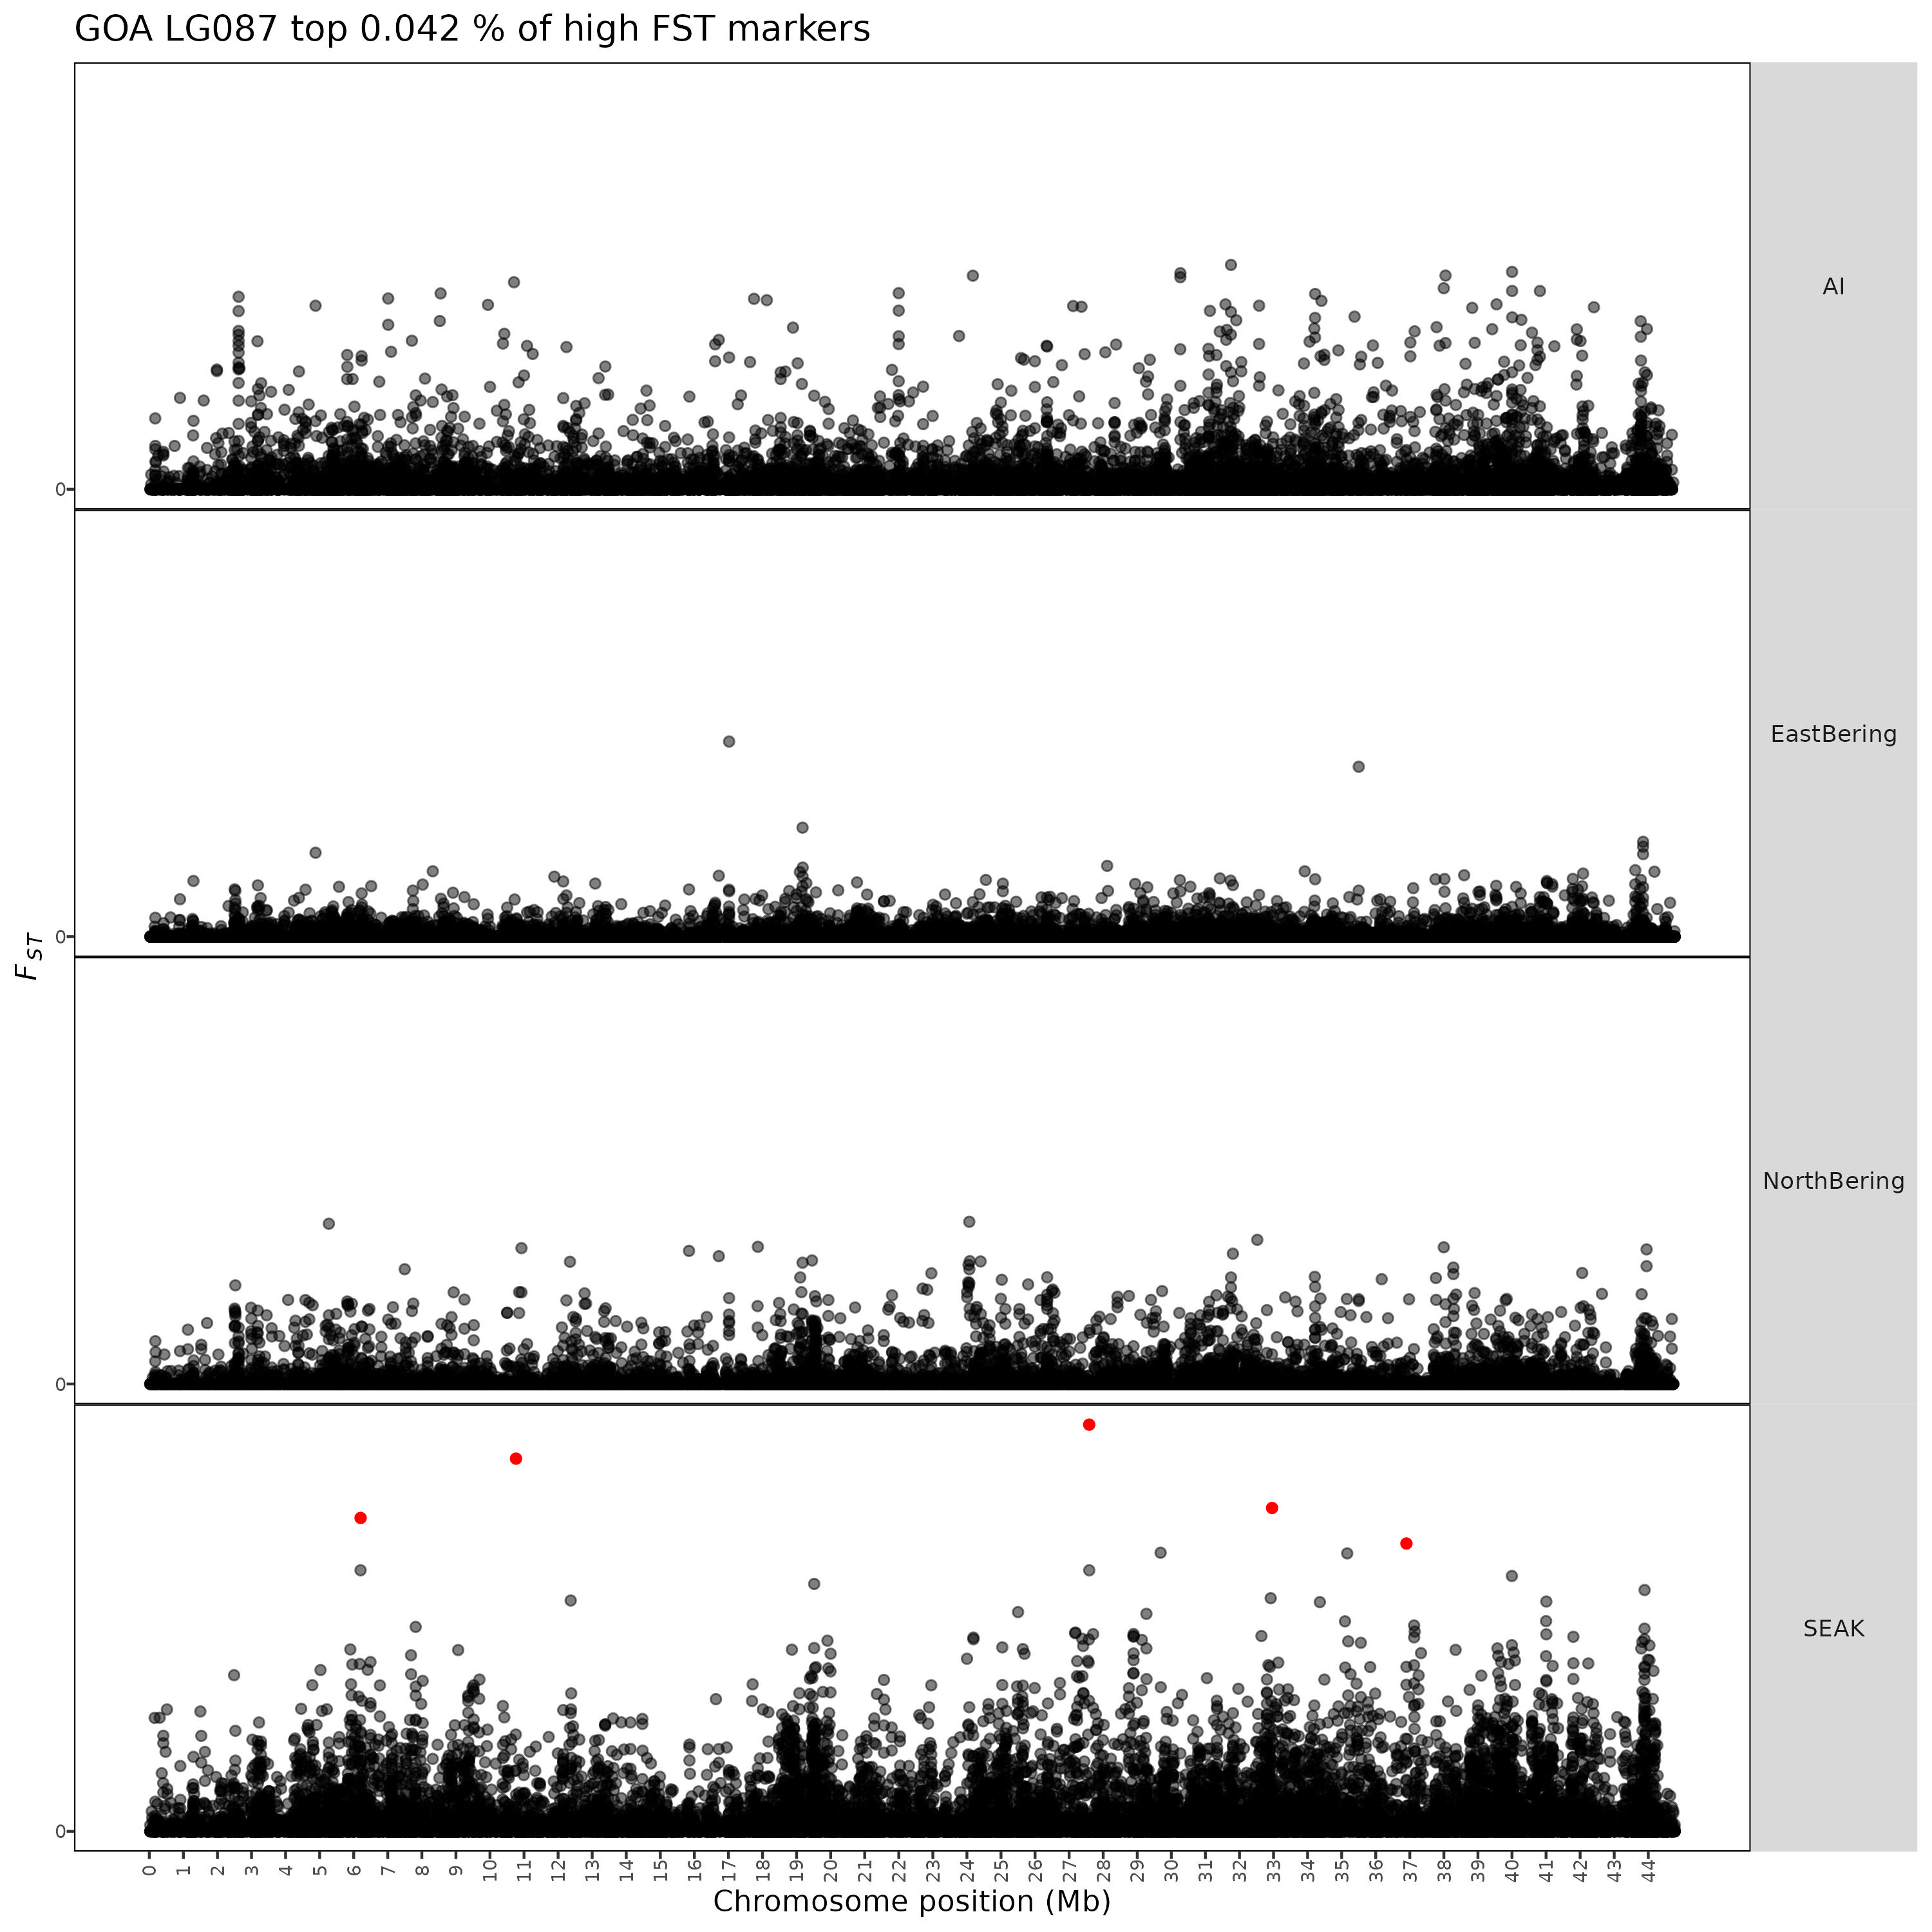 GOA LG087 top 0.042 % of high FST markers
AI
0
EastBering
0
NorthBering
0
SEAK
0
F ST
0 1 2 3 4 5 6 7 8 9 10 11 12 13 14 15 16 17 18 19 20 21 22 23 24 25 26 27 28 29 30 31 32 33 34 35 36 37 38 39 40 41 42 43 44
Chromosome position (Mb)